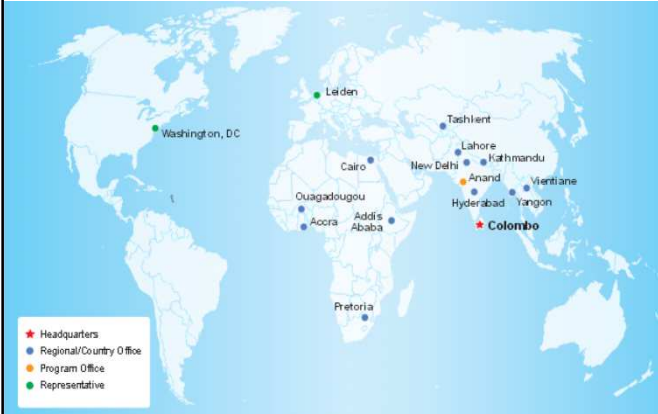 Leiden
Tashkent
Washington, DC
Lahore
Cairo
New Delhi
Kathmandu
Anand
Vientiane
Ouagadougou
Hyderabad
Yangon
Accra
Addis
Ababa
Colombo
Pretoria
Headquarters
Regional/Country Office
Program Office
Representative